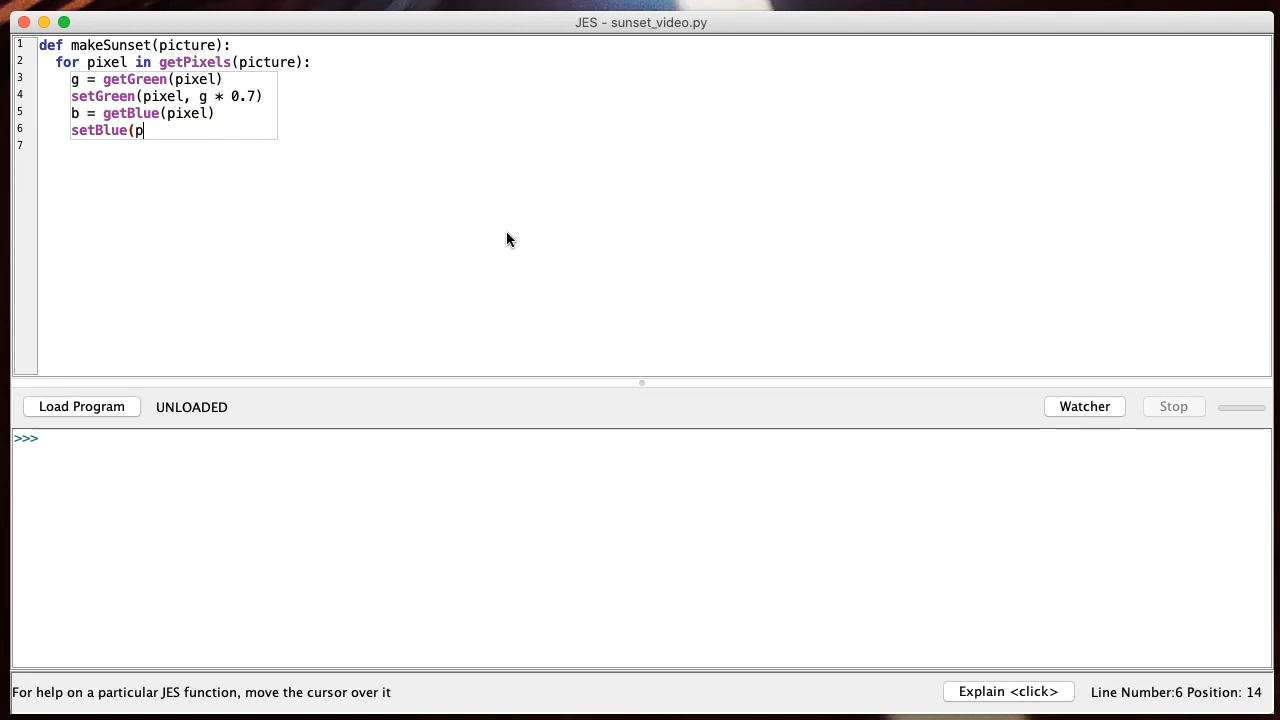 JES - sunset_video.py
1 def makeSunset(picture):
2 for pixel in getPixels(picture):
3 g = getGreen(pixel)
4 setGreen(pixel, g * 0.7)
5 b = getBlue(pixel)
6 setBlue(p
7
Load Program UNLOADED Watcher Stop
>>>
For help on a particular JES function, move the cursor over it Explain <click> Line Number:6 Position: 14